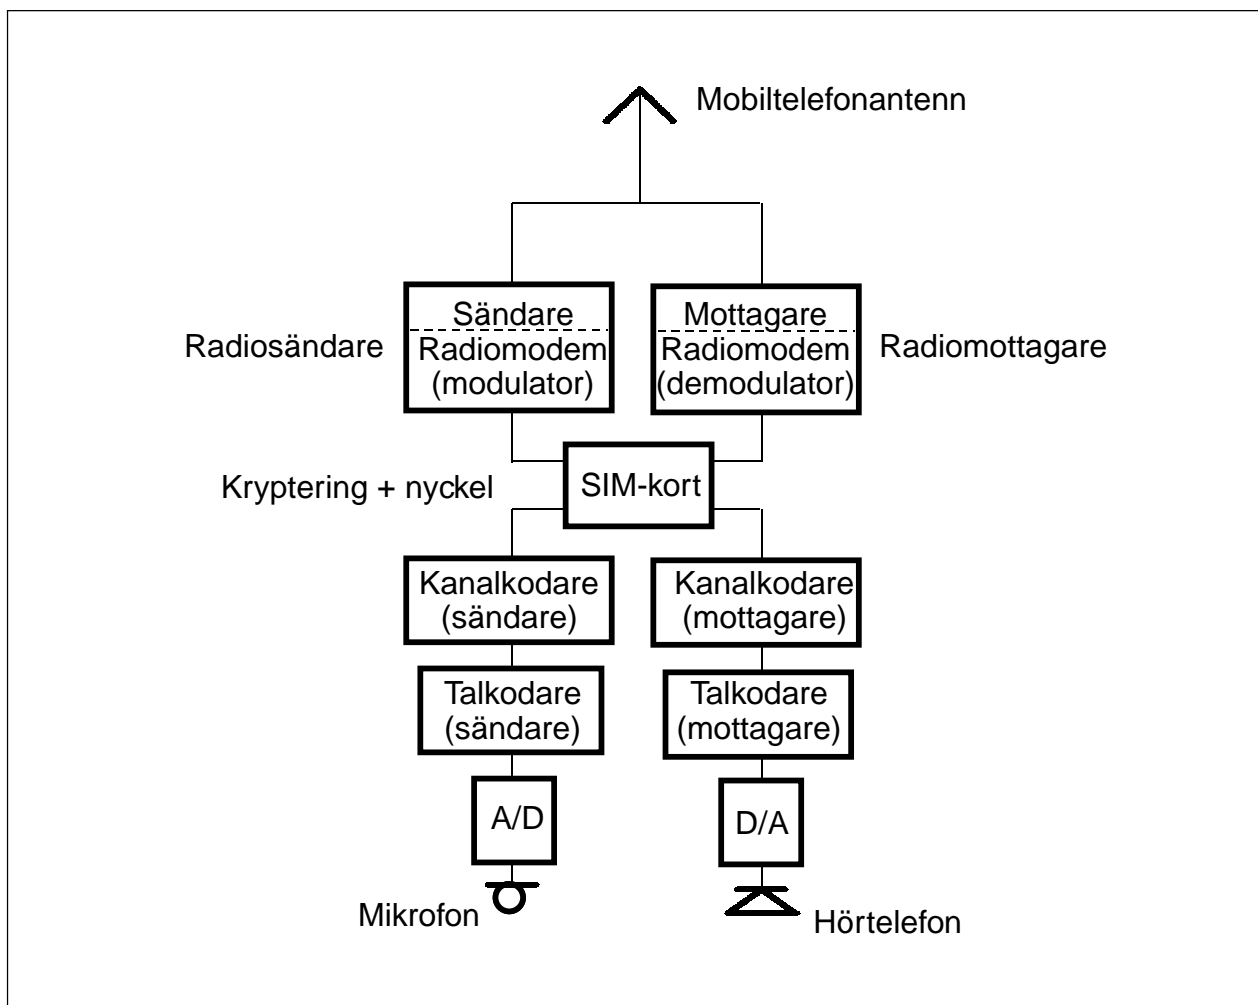 Mobiltelefonantenn
Sändare
Mottagare
Radiosändare
Radiomodem
(modulator)
Radiomodem
(demodulator)
Radiomottagare
Kryptering + nyckel
SIM-kort
Kanalkodare
(sändare)
Kanalkodare
(mottagare)
Talkodare
(sändare)
Talkodare
(mottagare)
A/D
D/A
Mikrofon
Hörtelefon